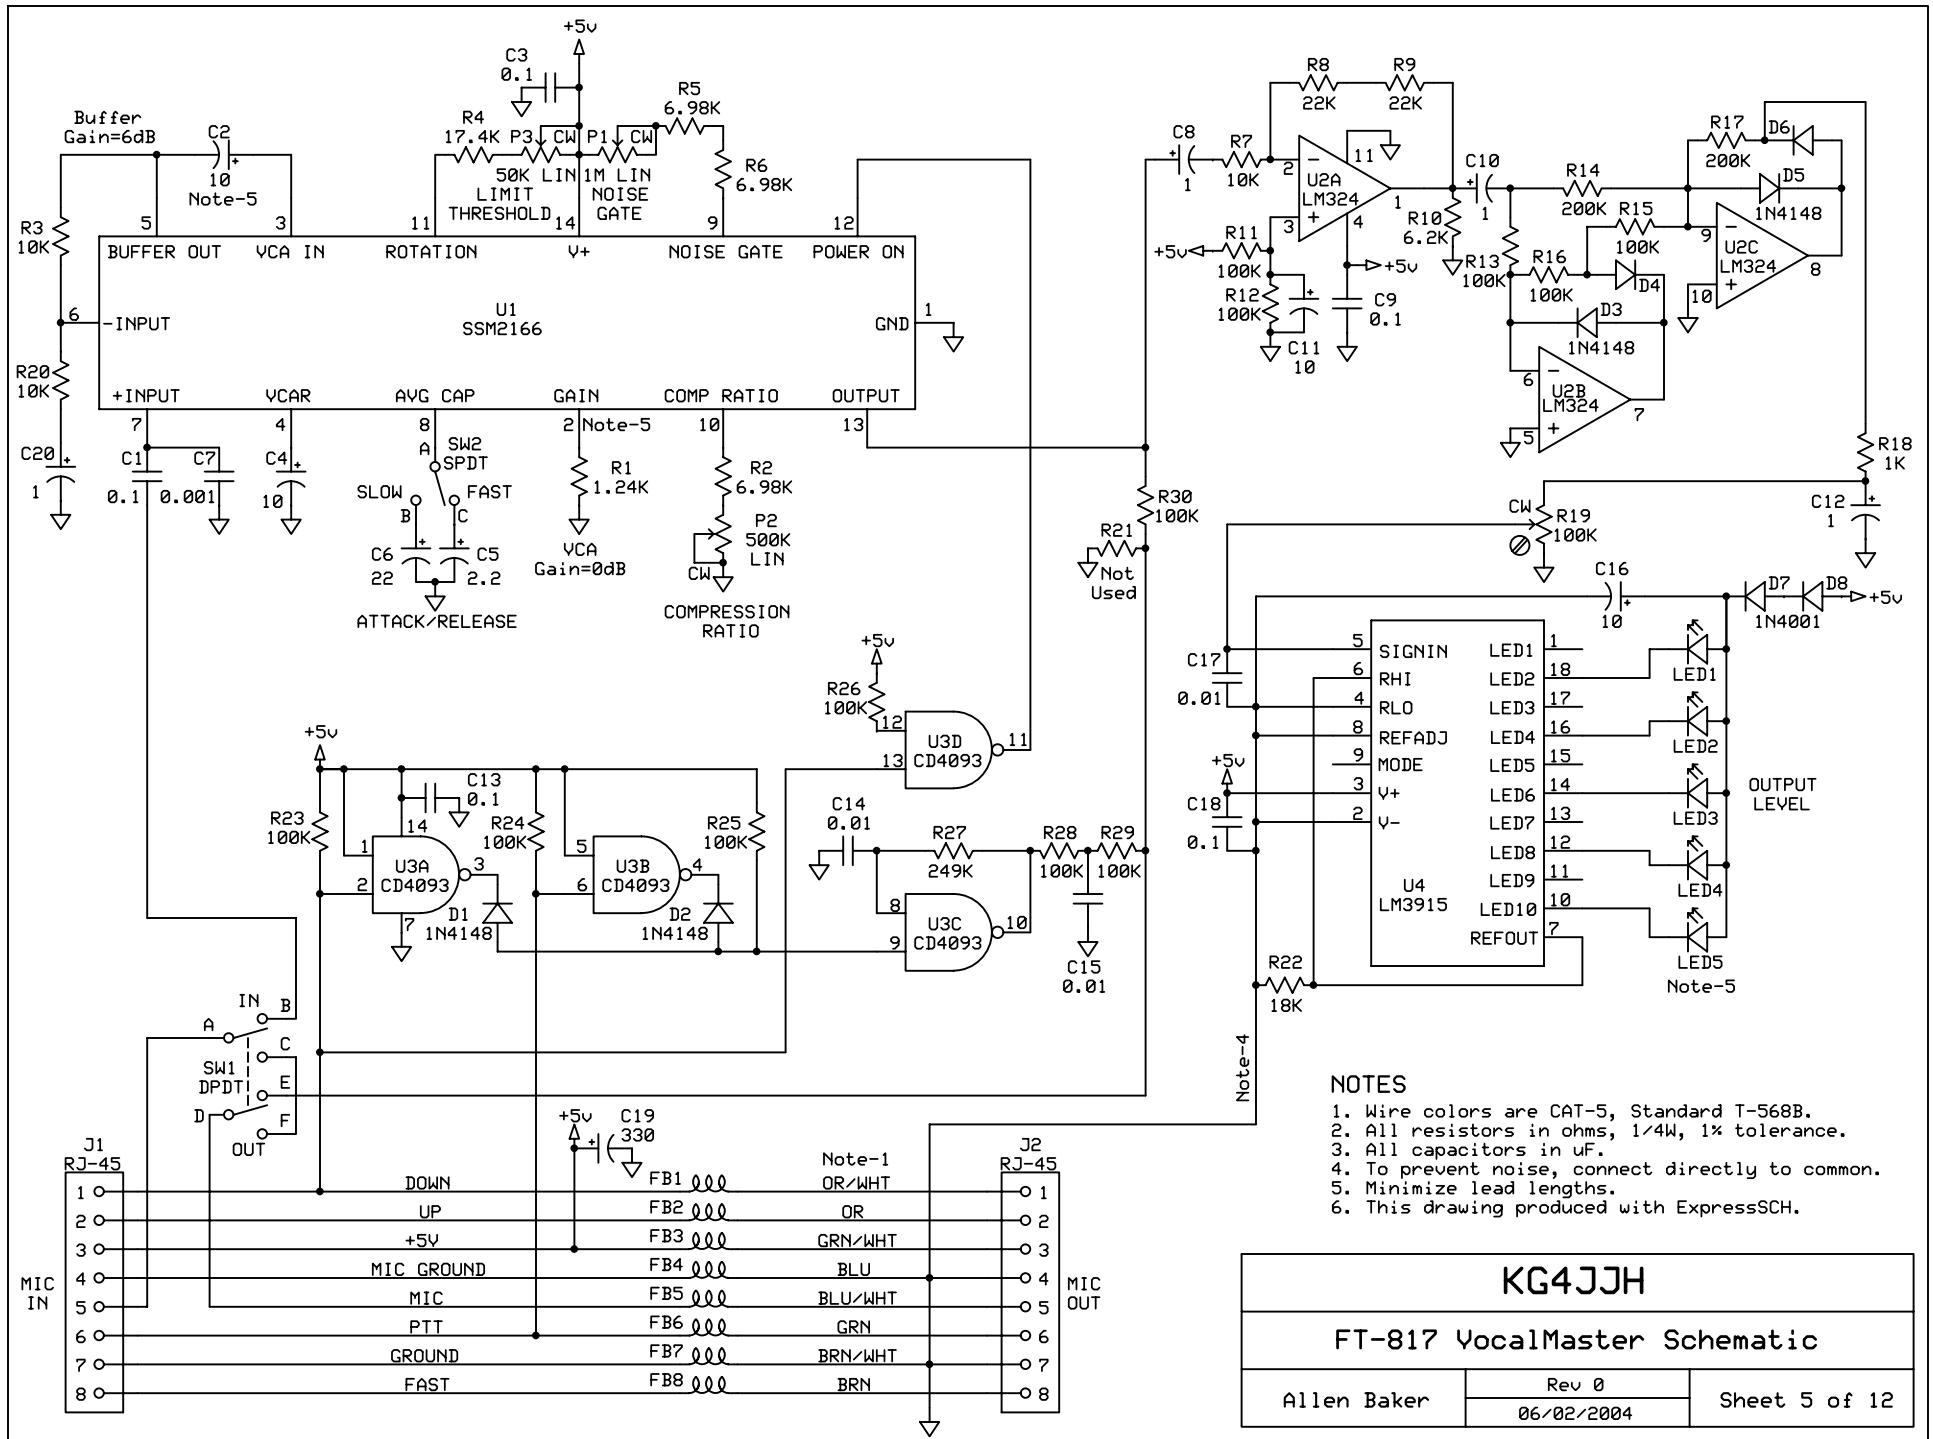 +5v
C3
0.1
Buffer
Gain=6dB
C2
10
Note-5
R4
17.4K
P3
CW
50K LIN
LIMIT
THRESHOLD
P1
CW
1M LIN
NOISE
GATE
R5
6.98K
R6
6.98K
R3
10K
R20
10K
C20
1
5
3
11
14
9
12
BUFFER OUT
VCA IN
ROTATION
V+
NOISE GATE
POWER ON
6
-INPUT
U1
SSM2166
GND
1
+INPUT
VCAR
AVG CAP
GAIN
COMP RATIO
OUTPUT
7
4
8
2
Note-5
10
13
C1
0.1
C7
0.001
C4
10
A
SW2
SPDT
SLOW
FAST
B
C
C6
22
C5
2.2
ATTACK/RELEASE
R1
1.24K
VCA
Gain=0dB
R2
6.98K
P2
500K
LIN
CW
COMPRESSION
RATIO
C8
1
R7
10K
R8
22K
R9
22K
2
3
11
4
1
U2A
LM324
+5v
R11
100K
R12
100K
C11
10
+5v
C9
0.1
R10
6.2K
C10
1
R13
100K
R14
200K
R15
100K
R16
100K
R17
200K
D6
D5
1N4148
D4
D3
1N4148
9
10
8
U2C
LM324
6
5
7
U2B
LM324
R18
1K
C12
1
CW
R19
100K
R30
100K
R21
Not
Used
C16
10
D7
D8
1N4001
+5v
C17
0.01
+5v
C18
0.1
5
SIGNIN
6
RHI
4
RLO
8
REFADJ
9
MODE
3
V+
2
V-
U4
LM3915
LED1
1
LED2
18
LED3
17
LED4
16
LED5
15
LED6
14
LED7
13
LED8
12
LED9
11
LED10
10
REFOUT
7
LED1
LED2
LED3
LED4
LED5
Note-5
OUTPUT
LEVEL
R22
18K
Note-4
+5v
R26
100K
12
13
11
U3D
CD4093
+5v
C13
0.1
R23
100K
R24
100K
R25
100K
14
1
2
3
7
U3A
CD4093
D1
1N4148
5
6
4
U3B
CD4093
D2
1N4148
C14
0.01
R27
249K
R28
100K
R29
100K
8
9
10
U3C
CD4093
C15
0.01
IN
A
B
C
SW1
DPDT
E
D
F
OUT
+5v
C19
330
J1
RJ-45
J2
RJ-45
Note-1
1 DOWN FB1 OR/WHT 1
2 UP FB2 OR 2
3 +5V FB3 GRN/WHT 3
4 MIC GROUND FB4 BLU 4
5 MIC FB5 BLU/WHT 5
6 PTT FB6 GRN 6
7 GROUND FB7 BRN/WHT 7
8 FAST FB8 BRN 8
MIC
IN
MIC
OUT
NOTES
1. Wire colors are CAT-5, Standard T-568B.
2. All resistors in ohms, 1/4W, 1% tolerance.
3. All capacitors in uF.
4. To prevent noise, connect directly to common.
5. Minimize lead lengths.
6. This drawing produced with ExpressSCH.
KG4JJH
FT-817 VocalMaster Schematic
Allen Baker
Rev 0
06/02/2004
Sheet 5 of 12